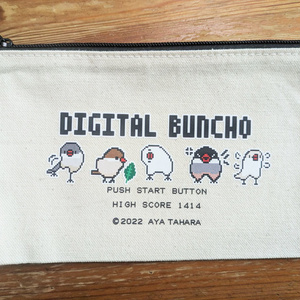 DIGITAL BUNCHO
PUSH START BUTTON
HIGH SCORE 1414
©2022 AYA TAHARA